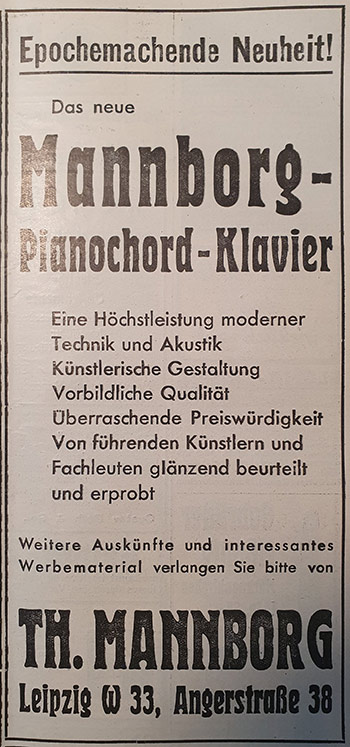 Epochemachende Neuheit!
Das neue
Mannborg-
Pianochord-Klavier
Eine Höchstleistung moderner
Technik und Akustik
Künstlerische Gestaltung
Vorbildliche Qualität
Überraschende Preiswürdigkeit
Von führenden Künstlern und
Fachleuten glänzend beurteilt
und erprobt
Weitere Auskünfte und interessantes
Werbematerial verlangen Sie bitte von
TH. MANNBORG
Leipzig W 33, Angerstraße 38